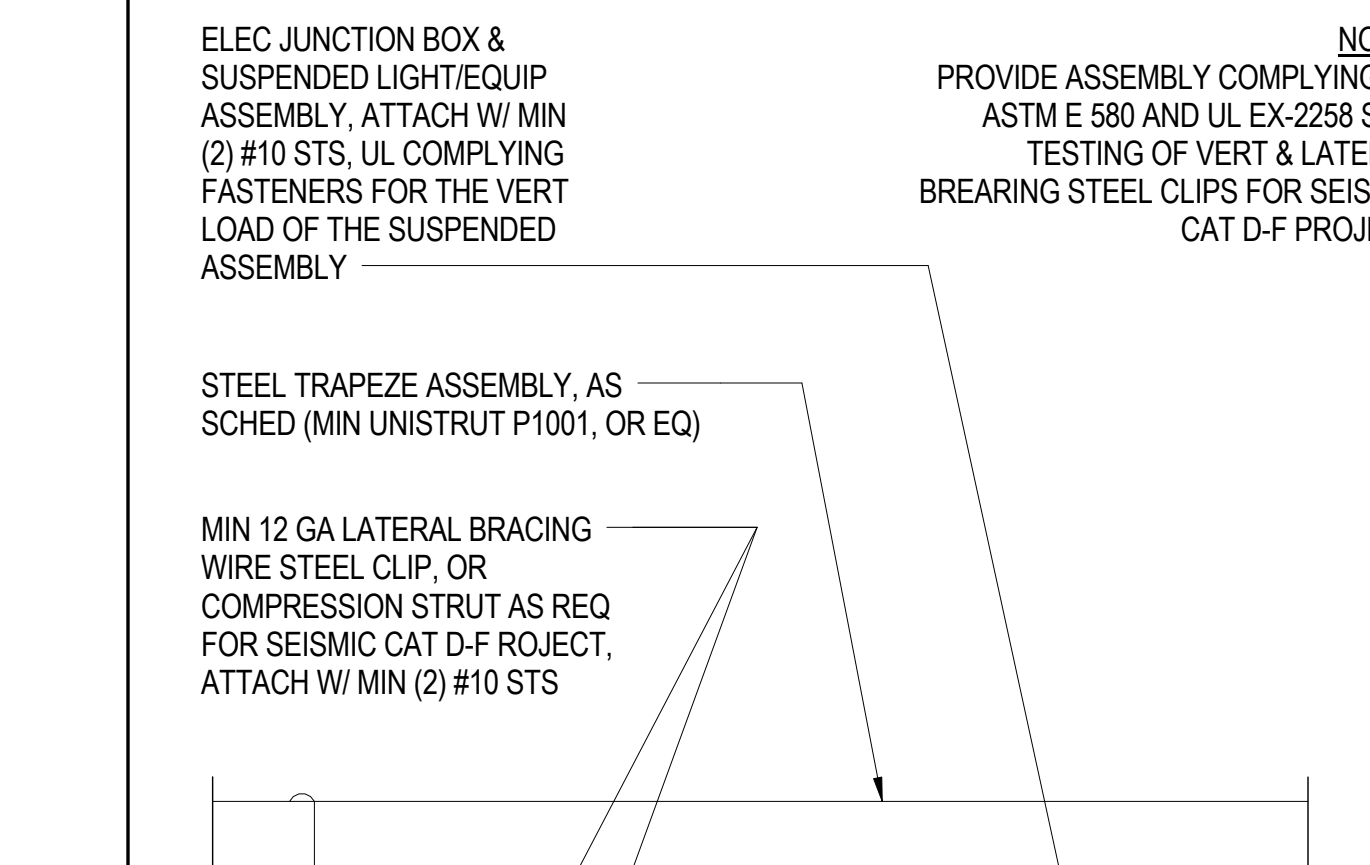 ELEC JUNCTION BOX &
SUSPENDED LIGHT/EQUIP
ASSEMBLY, ATTACH W/ MIN
(2) #10 STS, UL COMPLYING
FASTENERS FOR THE VERT
LOAD OF THE SUSPENDED
ASSEMBLY
PROVIDE ASSEMBLY COMPLYING
ASTM E 580 AND UL EX-2258
TESTING OF VERT &
BREARING STEEL CLIPS FOR
CAT D-F
STEEL TRAPEZE ASSEMBLY, AS
SCHED (MIN UNISTRUT P1001, OR EQ)
MIN 12 GA LATERAL BRACING
WIRE STEEL CLIP, OR
COMPRESSION STRUT AS REQ
FOR SEISMIC CAT D-F ROJECT,
ATTACH W/ MIN (2) #10 STS